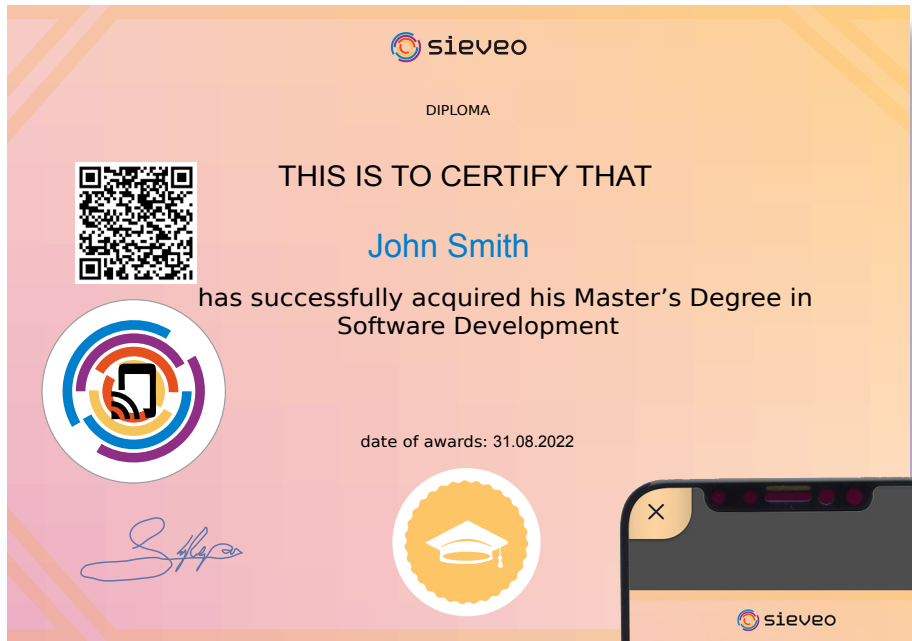 sieveo
DIPLOMA
THIS IS TO CERTIFY THAT
John Smith
has successfully acquired his Master’s Degree in
Software Development
date of awards: 31.08.2022
sieveo